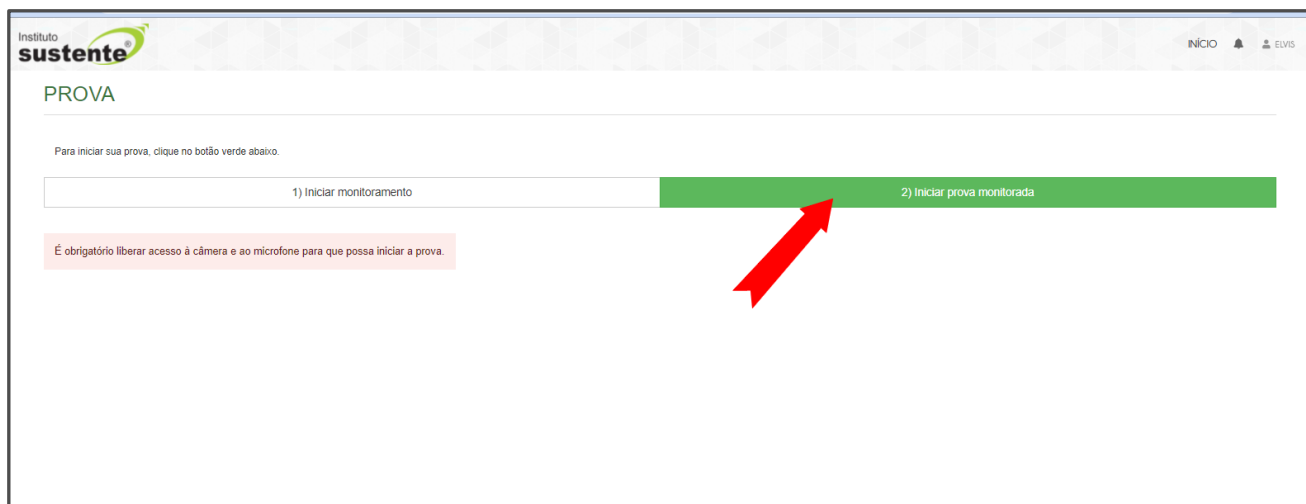 Instituto
sustente®
INÍCIO
ELVIS
PROVA
Para iniciar sua prova, clique no botão verde abaixo.
1) Iniciar monitoramento
2) Iniciar prova monitorada
É obrigatório liberar acesso à câmera e ao microfone para que possa iniciar a prova.